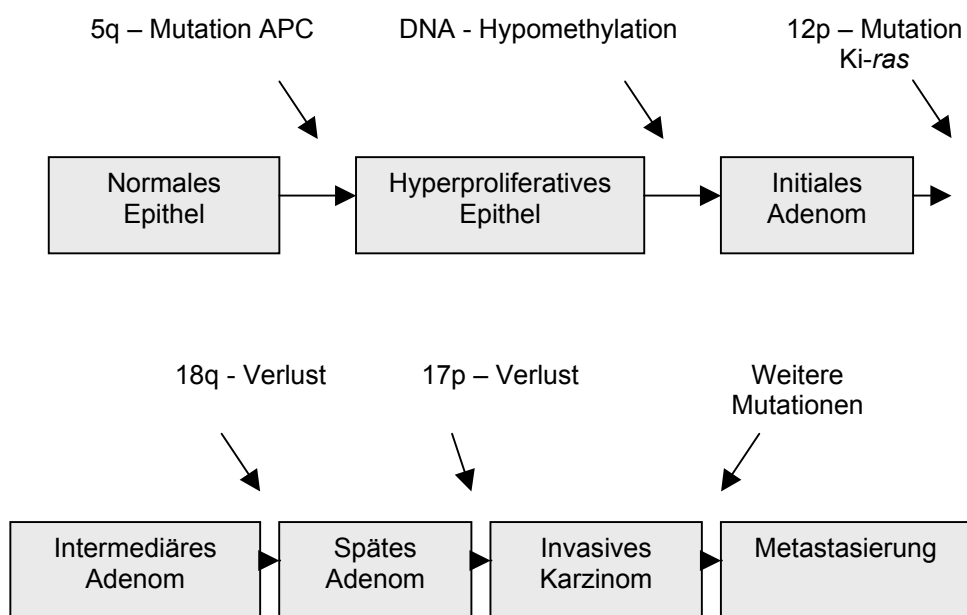 5q – Mutation APC
DNA - Hypomethylation
12p – Mutation
Ki-ras
Normales
Epithel
Hyperproliferatives
Epithel
Initiales
Adenom
18q - Verlust
17p – Verlust
Weitere
Mutationen
Intermediäres
Adenom
Spätes
Adenom
Invasives
Karzinom
Metastasierung